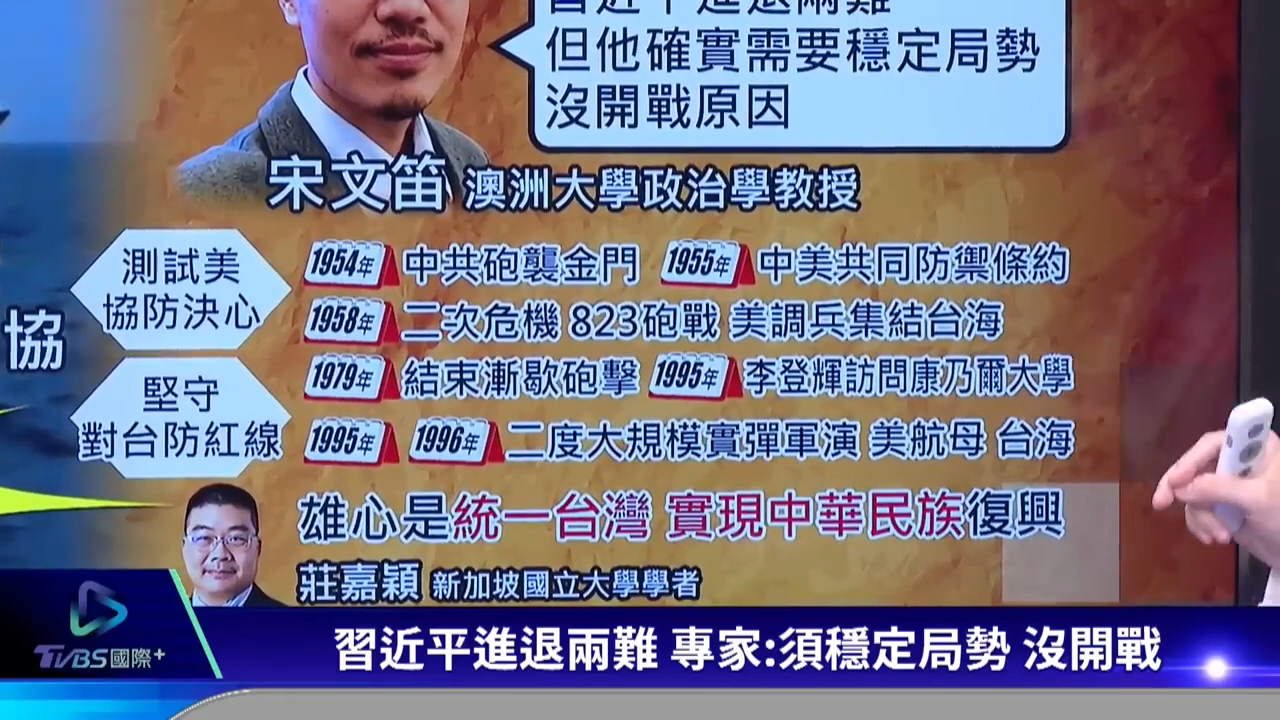 習近平進退兩難
但他確實需要穩定局勢
沒開戰原因
宋文笛 澳洲大學政治學教授
測試美
協防決心
1954年 中共砲襲金門 1955年 中美共同防禦條約
1958年 二次危機 823砲戰 美調兵集結台海
協
堅守
對台防紅線
1979年 結束漸歇砲擊 1995年 李登輝訪問康乃爾大學
1995年 1996年 二度大規模實彈軍演 美航母 台海
雄心是統一台灣 實現中華民族復興
莊嘉穎 新加坡國立大學學者
TVBS國際+
習近平進退兩難 專家:須穩定局勢 沒開戰